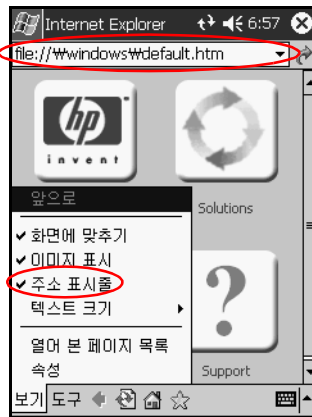 Internet Explorer 6:57
file://₩windows₩default.htm
hp
invent
앞으로
Solutions
화면에 맞추기
이미지 표시
주소 표시줄
텍스트 크기
열어 본 페이지 목록
속성
Support
보기 도구